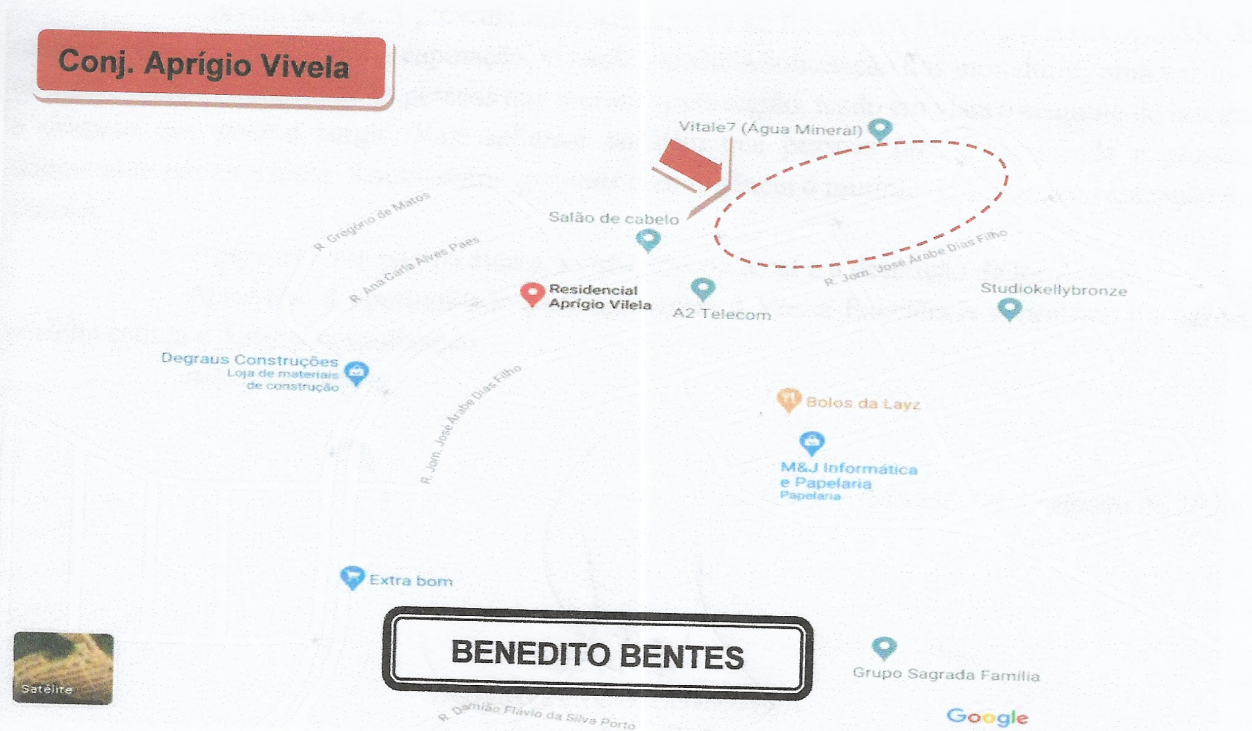 Conj. Aprígio Vivela
Vitale7 (Água Mineral)
R. Gregório de Matos
Salão de cabelo
R. Ana Carla Alves Paes
R. Jorn. José Arabe Dias Filho
Residencial
Aprígio Vilela
A2 Telecom
Studiokellybronze
Degraus Construções
Loja de materiais
de construção
R. Jorn. José Arabe Dias Filho
Bolos da Layz
M&J Informática
e Papelaria
Papelaria
Extra bom
BENEDITO BENTES
Grupo Sagrada Família
Satélite
R. Damião Flávio da Silva Porto
Google